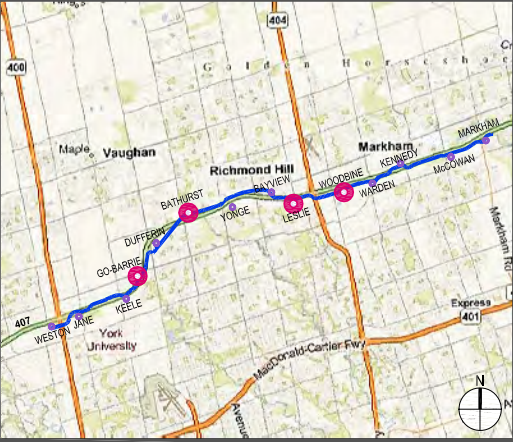 404
400
Golden Horseshoe
Maple
Vaughan
Richmond Hill
Markham
MARKHAM
McCOWAN
KENNEDY
WARDEN
WOODBINE
LESLIE
BAYVIEW
YONGE
BATHURST
DUFFERIN
GO-BARRIE
KEELE
JANE
WESTON
407
York
University
Markham Rd
Express
401
MacDonald-Cartier Fwy
Avenue
N